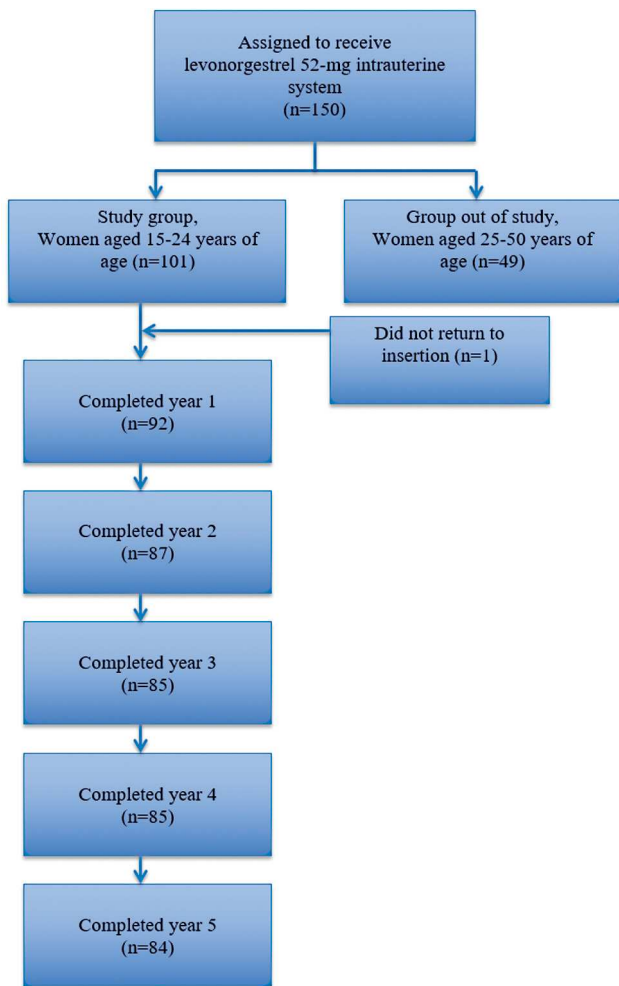 Assigned to receive
levonorgestrel 52-mg intrauterine
system
(n=150)
Study group,
Women aged 15-24 years of
age (n=101)
Group out of study,
Women aged 25-50 years of
age (n=49)
Did not return to
insertion (n=1)
Completed year 1
(n=92)
Completed year 2
(n=87)
Completed year 3
(n=85)
Completed year 4
(n=85)
Completed year 5
(n=84)